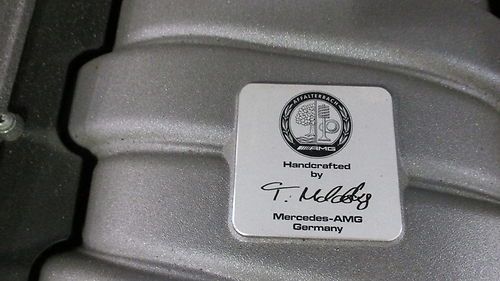 AFFALTERBACH
AMG
Handcrafted
by
Mercedes-AMG
Germany